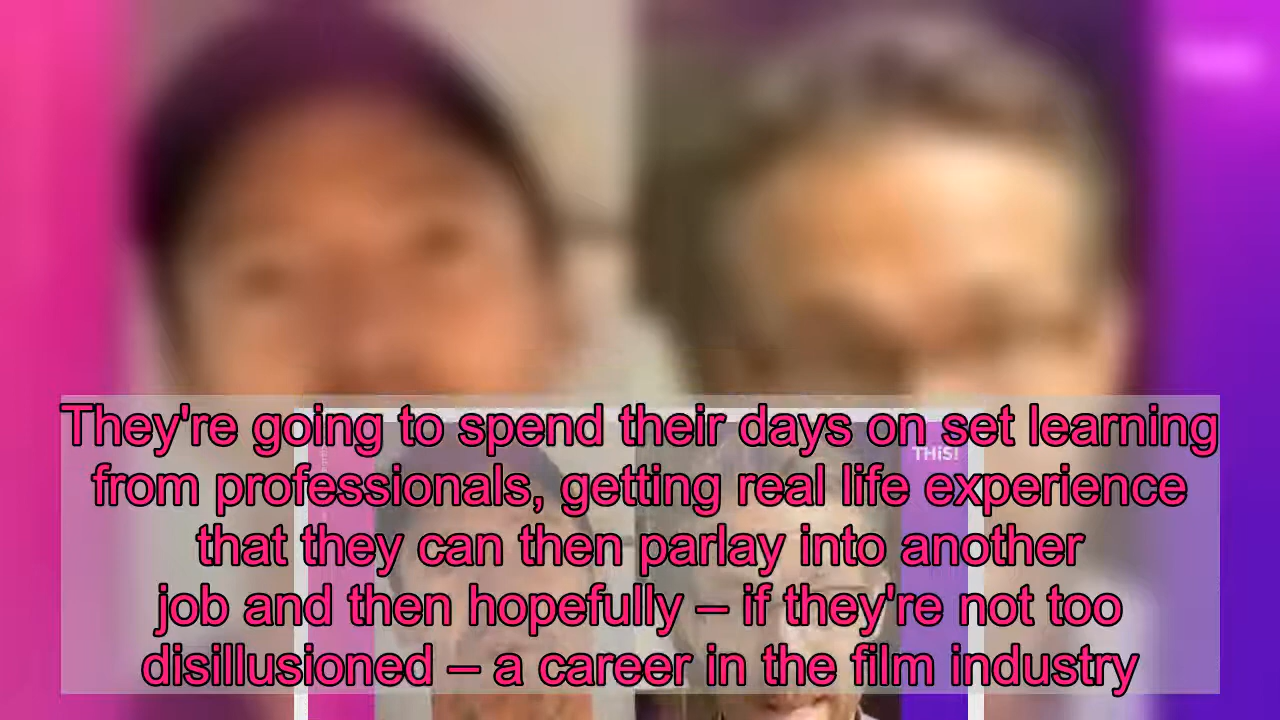 They're going to spend their days on set learning
from professionals, getting real life experience
that they can then parlay into another
job and then hopefully – if they're not too
disillusioned – a career in the film industry
THiS!